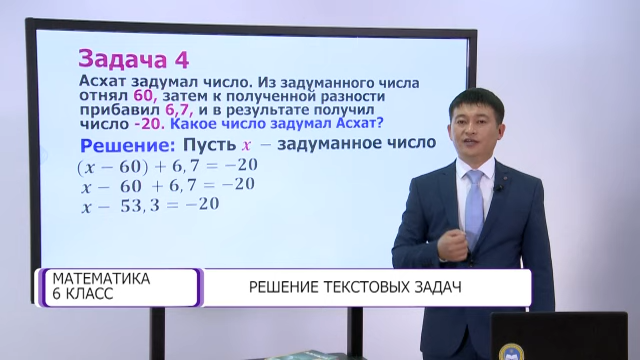 Задача 4
Асхат задумал число. Из задуманного числа
отнял 60, затем к полученной разности
прибавил 6,7, и в результате получил
число -20. Какое число задумал Асхат?
Решение: Пусть x − задуманное число
(x − 60) + 6,7 = −20
x − 60 + 6,7 = −20
x − 53,3 = −20
МАТЕМАТИКА
6 КЛАСС
РЕШЕНИЕ ТЕКСТОВЫХ ЗАДАЧ